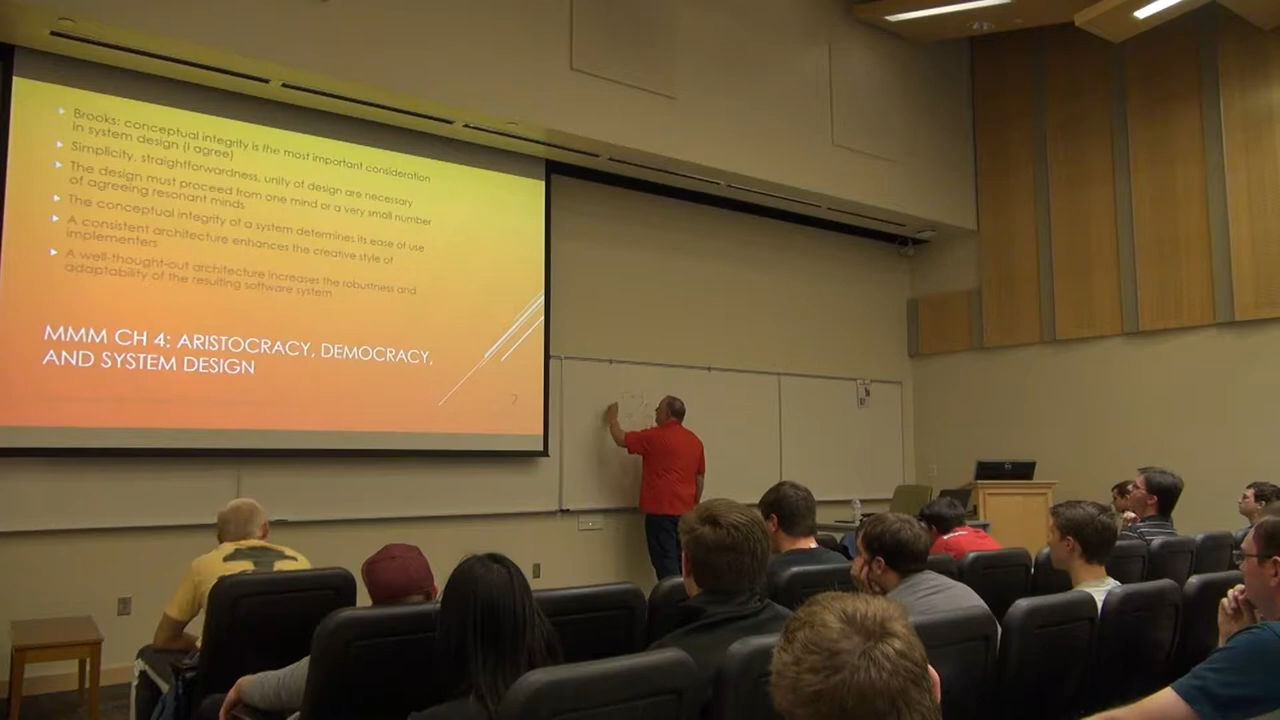 Brooks: conceptual integrity is the most important consideration
in system design (I agree)
Simplicity, straightforwardness, unity of design are necessary
The design must proceed from one mind or a very small number
of agreeing resonant minds
The conceptual integrity of a system determines its ease of use
A consistent architecture enhances the creative style of
implementers
A well-thought-out architecture increases the robustness and
adaptability of the resulting software system
MMM CH 4: ARISTOCRACY, DEMOCRACY,
AND SYSTEM DESIGN
2